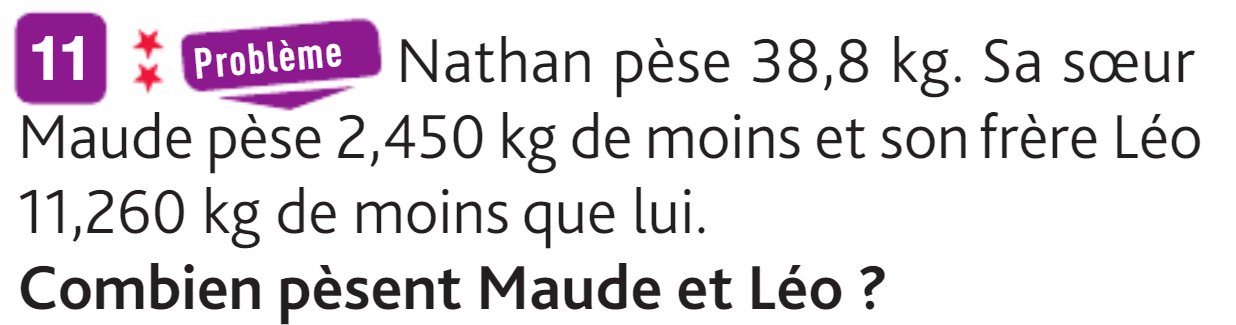 11 Problème Nathan pèse 38,8 kg. Sa sœur
Maude pèse 2,450 kg de moins et son frère Léo
11,260 kg de moins que lui.
Combien pèsent Maude et Léo ?